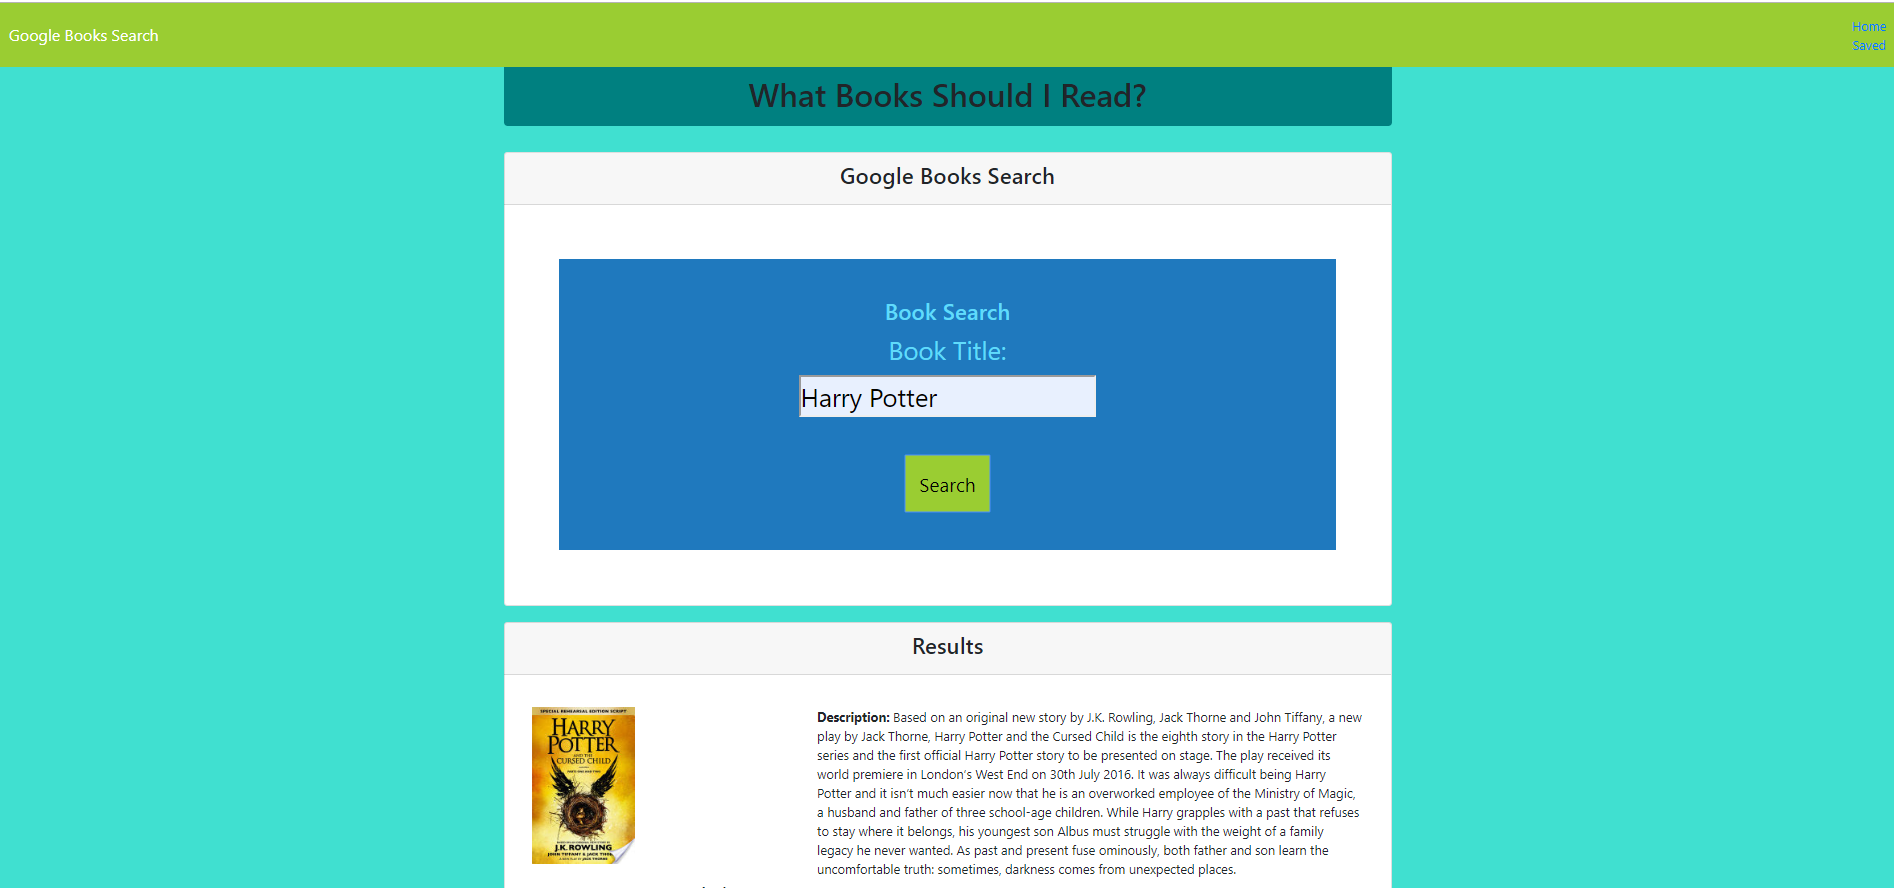 Google Books Search
Home
Saved
What Books Should I Read?
Google Books Search
Book Search
Book Title:
Harry Potter
Search
Results
SPECIAL REHEARSAL EDITION SCRIPT
HARRY
POTTER
AND THE
CURSED CHILD
PARTS ONE AND TWO
J.K. ROWLING
JOHN TIFFANY & JACK THORNE
Description: Based on an original new story by J.K. Rowling, Jack Thorne and John Tiffany, a new
play by Jack Thorne, Harry Potter and the Cursed Child is the eighth story in the Harry Potter
series and the first official Harry Potter story to be presented on stage. The play received its
world premiere in London’s West End on 30th July 2016. It was always difficult being Harry
Potter and it isn’t much easier now that he is an overworked employee of the Ministry of Magic,
a husband and father of three school-age children. While Harry grapples with a past that refuses
to stay where it belongs, his youngest son Albus must struggle with the weight of a family
legacy he never wanted. As past and present fuse ominously, both father and son learn the
uncomfortable truth: sometimes, darkness comes from unexpected places.